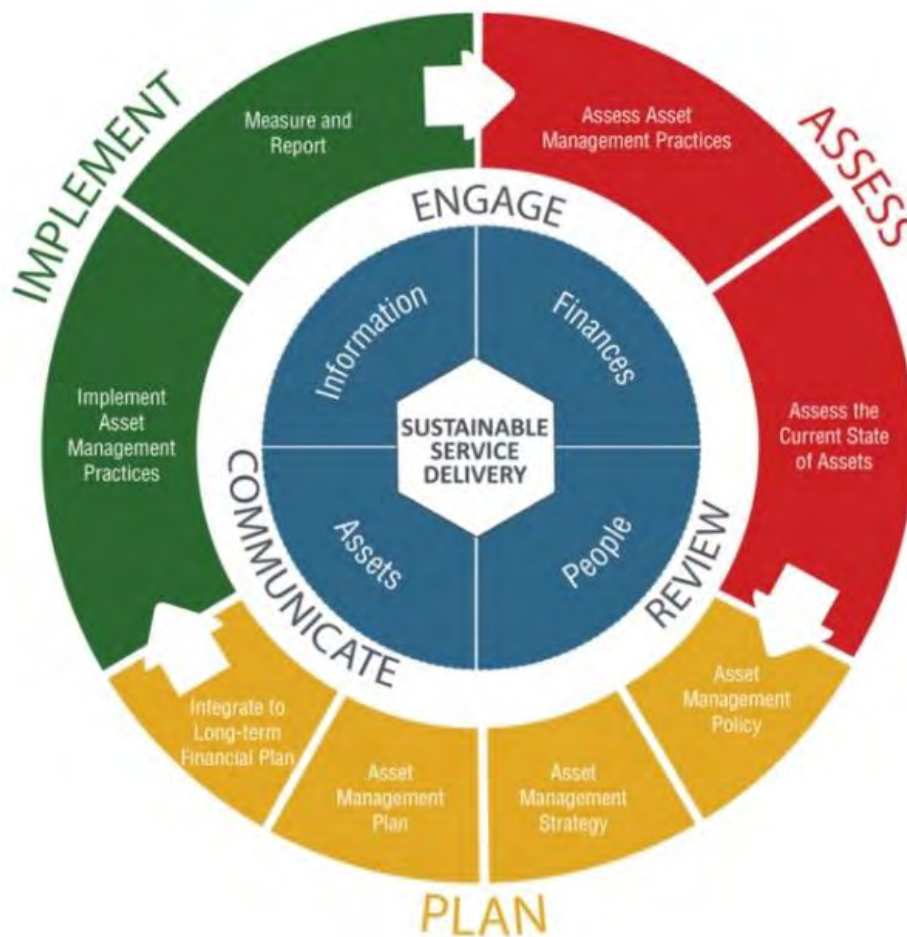 IMPLEMENT
ASSESS
PLAN
Measure and
Report
Assess Asset
Management Practices
Assess the
Current State
of Assets
Asset
Management
Policy
Asset
Management
Strategy
Asset
Management
Plan
Integrate to
Long-term
Financial Plan
Implement
Asset
Management
Practices
ENGAGE
REVIEW
COMMUNICATE
Information
Finances
People
Assets
SUSTAINABLE
SERVICE
DELIVERY